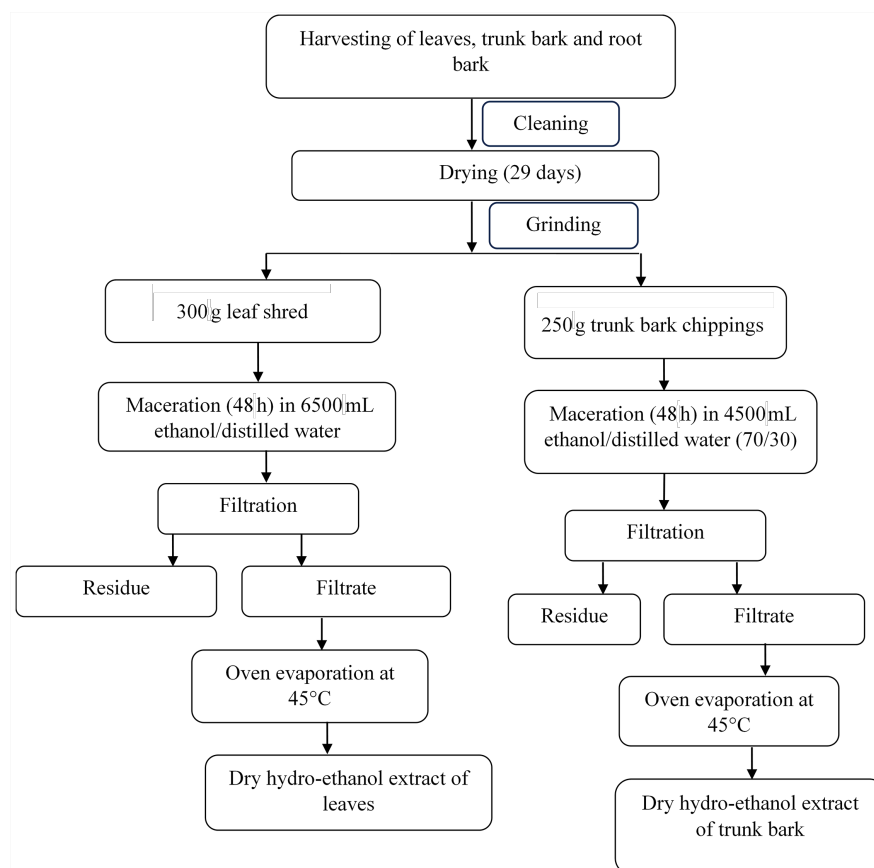 Harvesting of leaves, trunk bark and root
bark
Cleaning
Drying (29 days)
Grinding
300 g leaf shred
Maceration (48 h) in 6500 mL
ethanol/distilled water
Filtration
Residue
Filtrate
Oven evaporation at
45°C
Dry hydro-ethanol extract of
leaves
250 g trunk bark chippings
Maceration (48 h) in 4500 mL
ethanol/distilled water (70/30)
Filtration
Residue
Filtrate
Oven evaporation at
45°C
Dry hydro-ethanol extract
of trunk bark